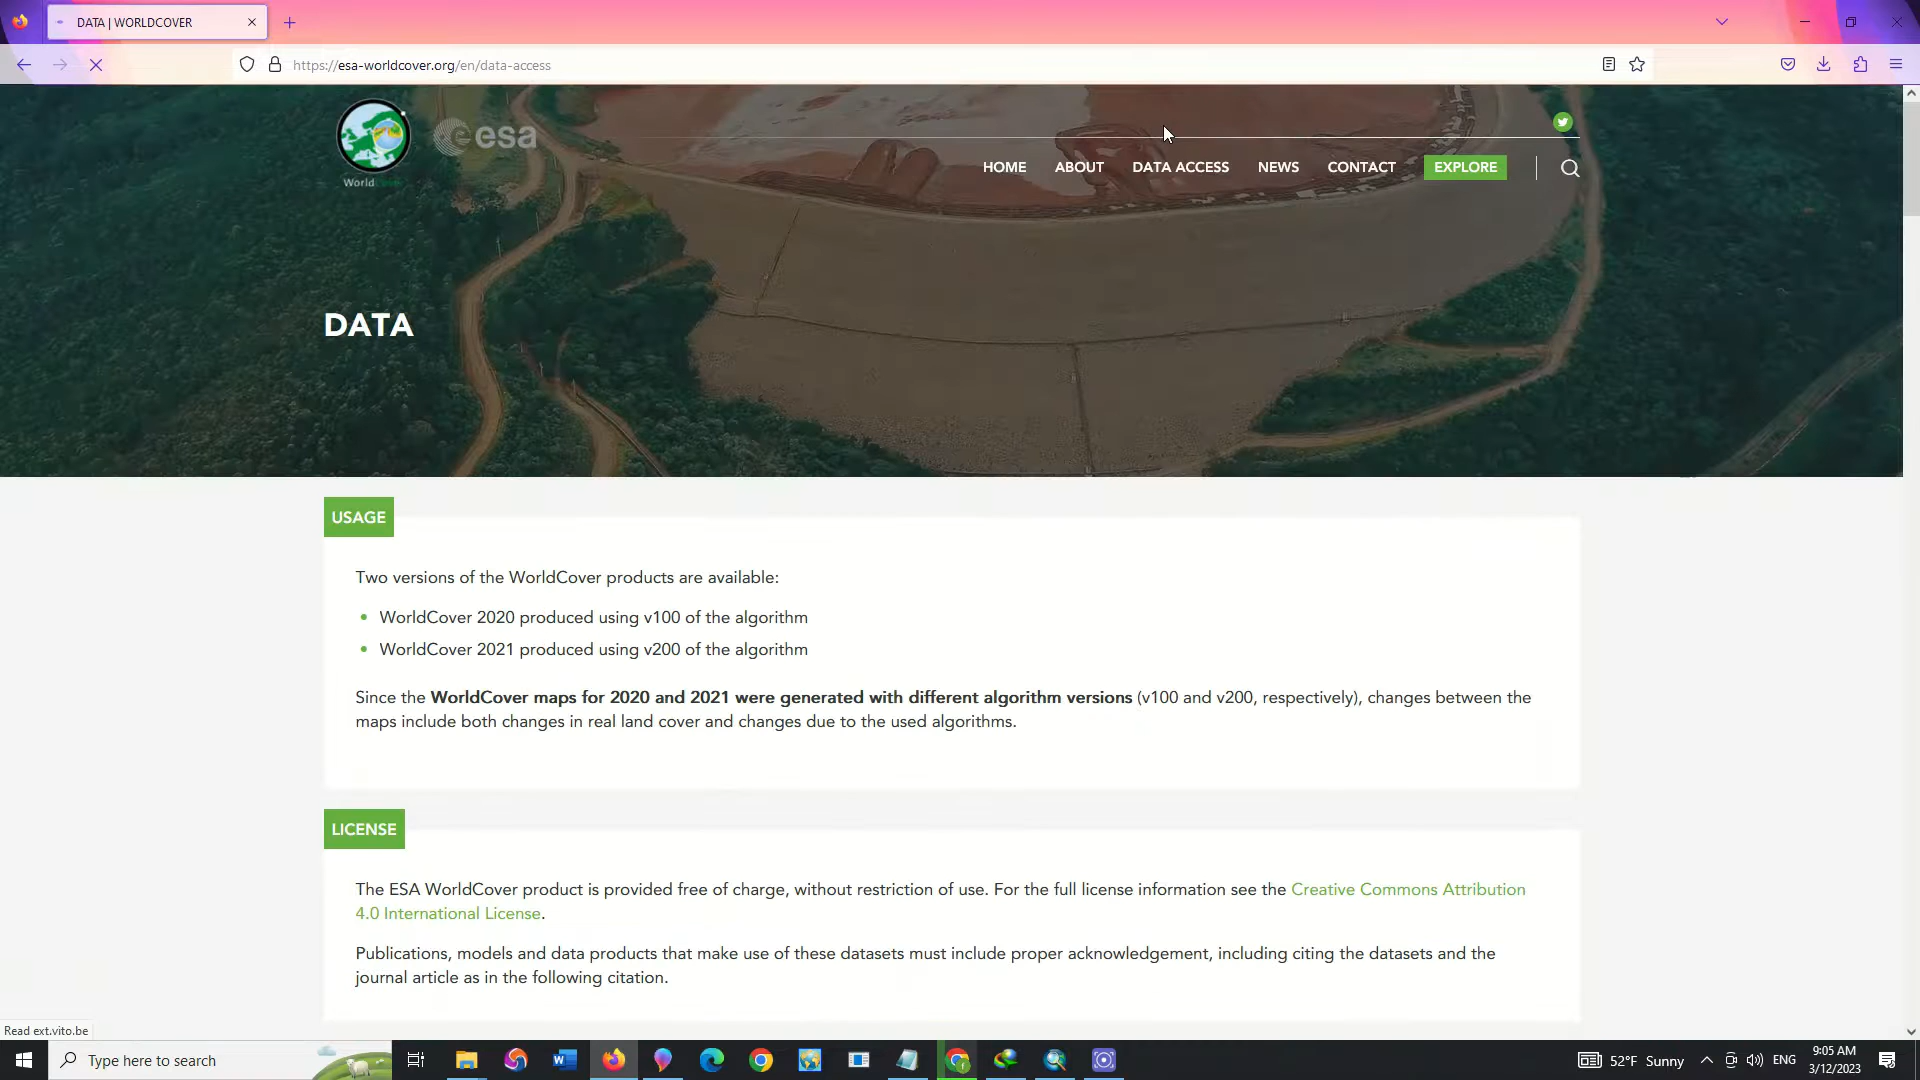 DATA | WORLDCOVER
https://esa-worldcover.org/en/data-access
WorldCover
esa
HOME ABOUT DATA ACCESS NEWS CONTACT EXPLORE
DATA
USAGE
Two versions of the WorldCover products are available:
• WorldCover 2020 produced using v100 of the algorithm
• WorldCover 2021 produced using v200 of the algorithm
Since the WorldCover maps for 2020 and 2021 were generated with different algorithm versions (v100 and v200, respectively), changes between the
maps include both changes in real land cover and changes due to the used algorithms.
LICENSE
The ESA WorldCover product is provided free of charge, without restriction of use. For the full license information see the Creative Commons Attribution
4.0 International License.
Publications, models and data products that make use of these datasets must include proper acknowledgement, including citing the datasets and the
journal article as in the following citation.
Read ext.vito.be
Type here to search
52°F Sunny
ENG
9:05 AM
3/12/2023